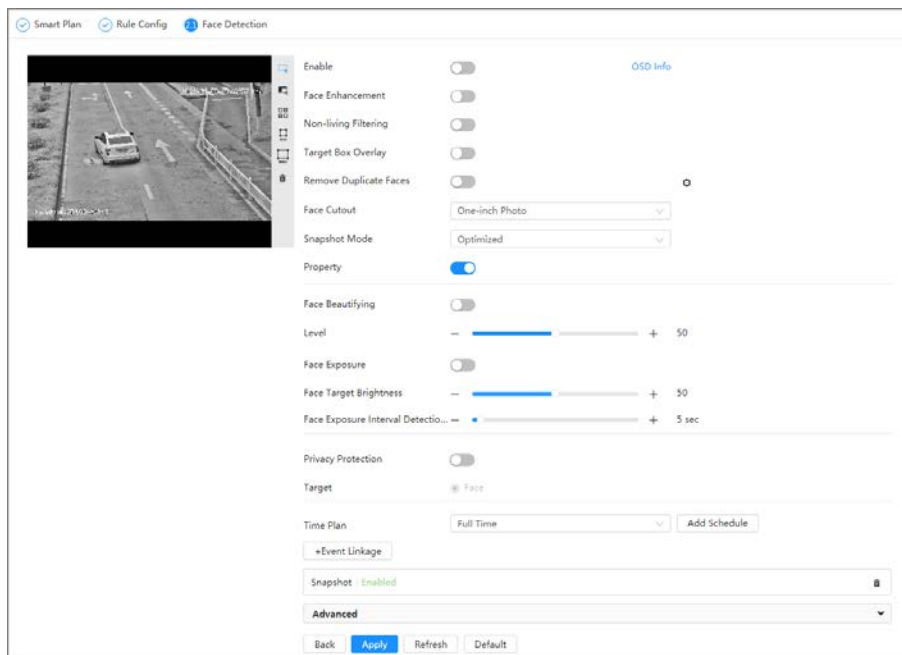 Smart Plan Rule Config 2.1 Face Detection
Enable OSD Info
Face Enhancement
Non-living Filtering
Target Box Overlay
Remove Duplicate Faces
Face Cutout One-inch Photo
Snapshot Mode Optimized
Property
Face Beautifying
Level − + 50
Face Exposure
Face Target Brightness − + 50
Face Exposure Interval Detectio... − + 5 sec
Privacy Protection
Target Face
Time Plan Full Time Add Schedule
+Event Linkage
Snapshot | Enabled
Advanced
Back Apply Refresh Default